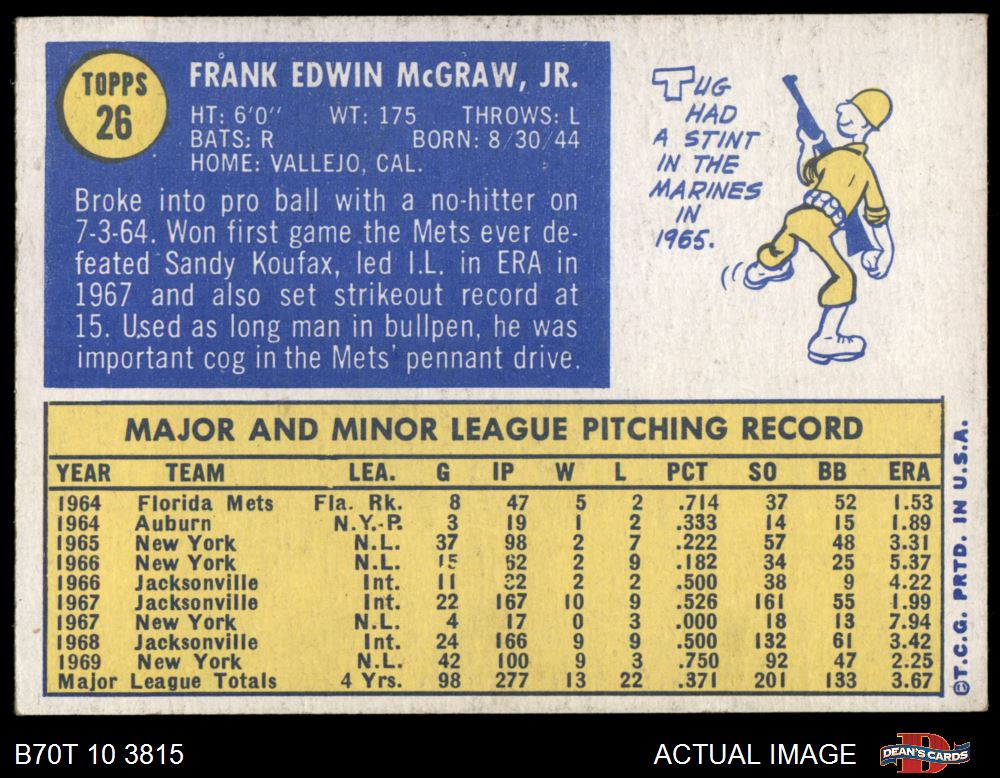 TOPPS
26
FRANK EDWIN McGRAW, JR.
HT: 6'0" WT: 175 THROWS: L
BATS: R BORN: 8/30/44
HOME: VALLEJO, CAL.
Broke into pro ball with a no-hitter on
7-3-64. Won first game the Mets ever de-
feated Sandy Koufax, led I.L. in ERA in
1967 and also set strikeout record at
15. Used as long man in bullpen, he was
important cog in the Mets' pennant drive.
TUG
HAD
A STINT
IN THE
MARINES
IN
1965.
MAJOR AND MINOR LEAGUE PITCHING RECORD
YEAR TEAM LEA. G IP W L PCT SO BB ERA
1964 Florida Mets Fla. Rk. 8 47 5 2 .714 37 52 1.53
1964 Auburn N.Y.-P. 3 19 1 2 .333 14 15 1.89
1965 New York N.L. 37 98 2 7 .222 57 48 3.31
1966 New York N.L. 15 62 2 9 .182 34 25 5.37
1966 Jacksonville Int. 11 32 2 2 .500 38 9 4.22
1967 Jacksonville Int. 22 167 10 9 .526 161 55 1.99
1967 New York N.L. 4 17 0 3 .000 18 13 7.94
1968 Jacksonville Int. 24 166 9 9 .500 132 61 3.42
1969 New York N.L. 42 100 9 3 .750 92 47 2.25
Major League Totals 4 Yrs. 98 277 13 22 .371 201 133 3.67
©T.C.G. PRTD. IN U.S.A.
B70T 10 3815 ACTUAL IMAGE
D
DEAN'S CARDS